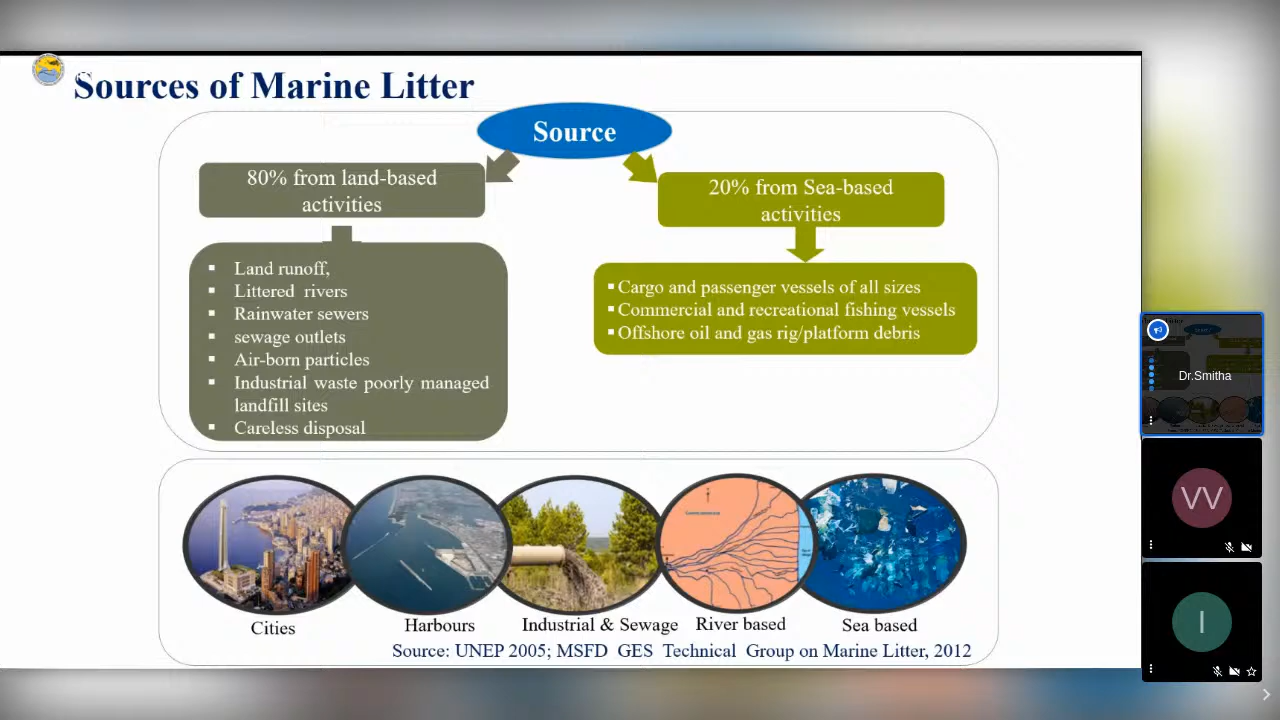 Sources of Marine Litter
Source
80% from land-based
activities
20% from Sea-based
activities
▪ Land runoff,
▪ Littered rivers
▪ Rainwater sewers
▪ sewage outlets
▪ Air-born particles
▪ Industrial waste poorly managed
landfill sites
▪ Careless disposal
▪ Cargo and passenger vessels of all sizes
▪ Commercial and recreational fishing vessels
▪ Offshore oil and gas rig/platform debris
Cities
Harbours
Industrial & Sewage
River based
Sea based
Source: UNEP 2005; MSFD GES Technical Group on Marine Litter, 2012
Dr.Smitha
VV
I